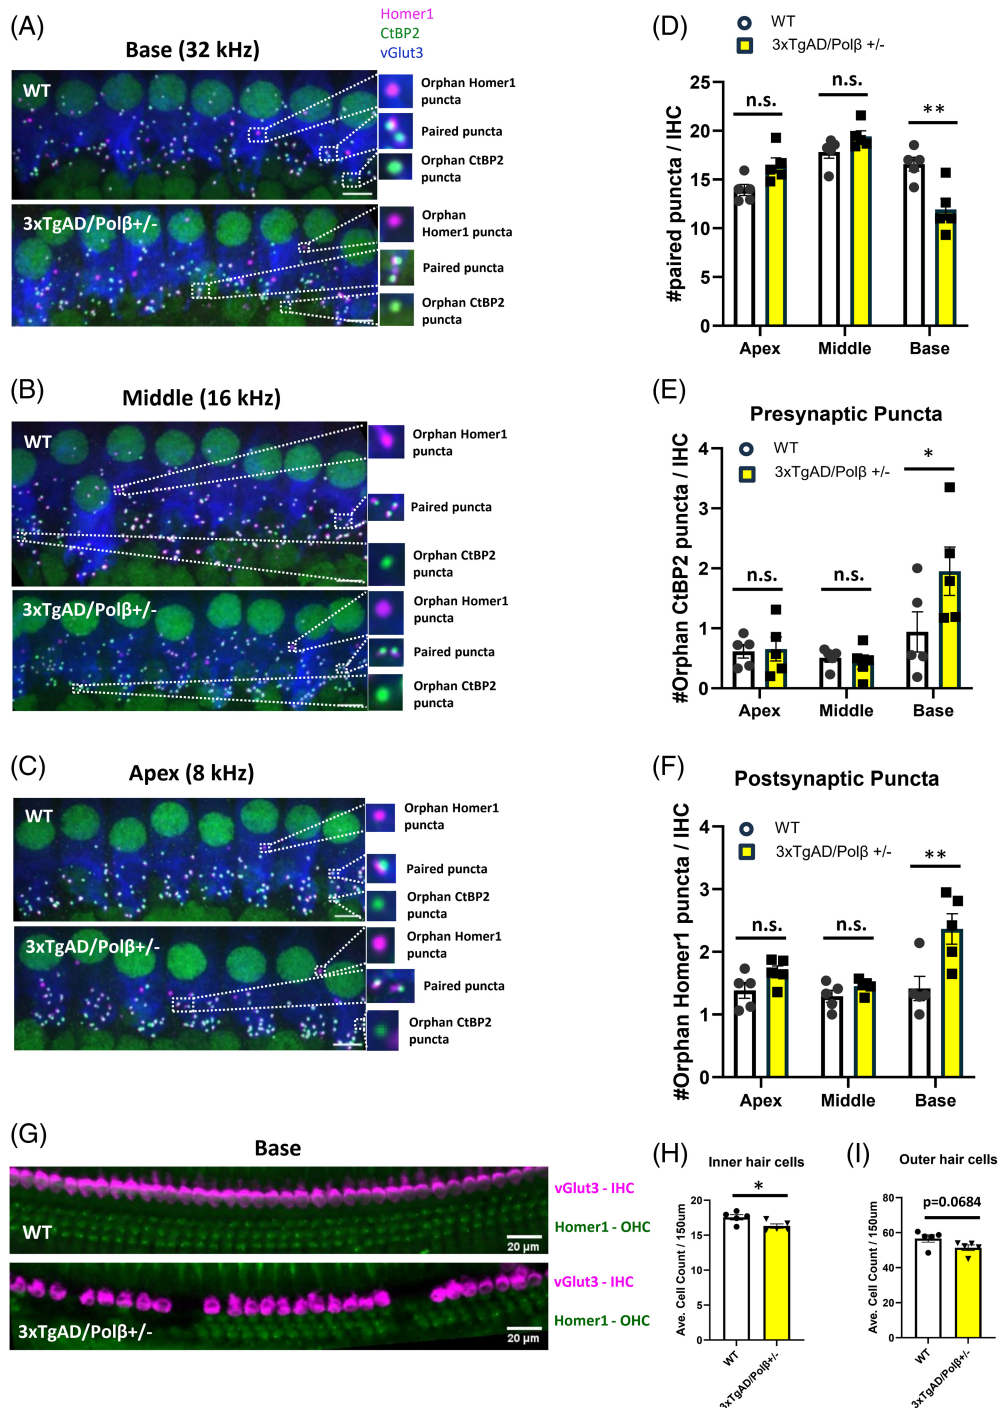 (A)
Homer1
CtBP2
vGlut3
Base (32 kHz)
WT
Orphan Homer1
puncta
Paired puncta
Orphan CtBP2
puncta
3xTgAD/Polβ+/-
Orphan
Homer1 puncta
Paired puncta
Orphan CtBP2
puncta
(B)
Middle (16 kHz)
WT
Orphan Homer1
puncta
Paired puncta
Orphan CtBP2
puncta
3xTgAD/Polβ+/-
Orphan Homer1
puncta
Paired puncta
Orphan CtBP2
puncta
(C)
Apex (8 kHz)
WT
Orphan Homer1
puncta
Paired puncta
Orphan CtBP2
puncta
3xTgAD/Polβ+/-
Orphan Homer1
puncta
Paired puncta
Orphan CtBP2
puncta
(D)
WT
3xTgAD/Polβ +/-
#paired puncta / IHC
25
20
15
10
5
0
n.s.
n.s.
**
Apex
Middle
Base
(E)
Presynaptic Puncta
WT
3xTgAD/Polβ +/-
#Orphan CtBP2 puncta / IHC
4
3
2
1
0
n.s.
n.s.
*
Apex
Middle
Base
(F)
Postsynaptic Puncta
WT
3xTgAD/Polβ +/-
#Orphan Homer1 puncta / IHC
4
3
2
1
0
n.s.
n.s.
**
Apex
Middle
Base
(G)
Base
WT
vGlut3 - IHC
Homer1 - OHC
20 µm
3xTgAD/Polβ+/-
vGlut3 - IHC
Homer1 - OHC
20 µm
(H)
Inner hair cells
*
Ave. Cell Count / 150um
20
15
10
5
0
WT
3xTgAD/Polβ+/-
(I)
Outer hair cells
p=0.0684
Ave. Cell Count / 150um
80
60
40
20
0
WT
3xTgAD/Polβ+/-